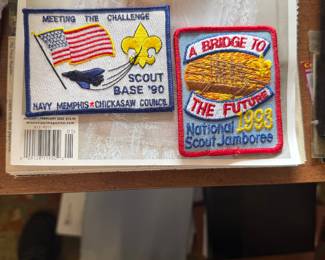 MEETING THE CHALLENGE
SCOUT
BASE '90
NAVY MEMPHIS★CHICKASAW COUNCIL
A BRIDGE TO
THE FUTURE
1993
National
Scout Jamboree